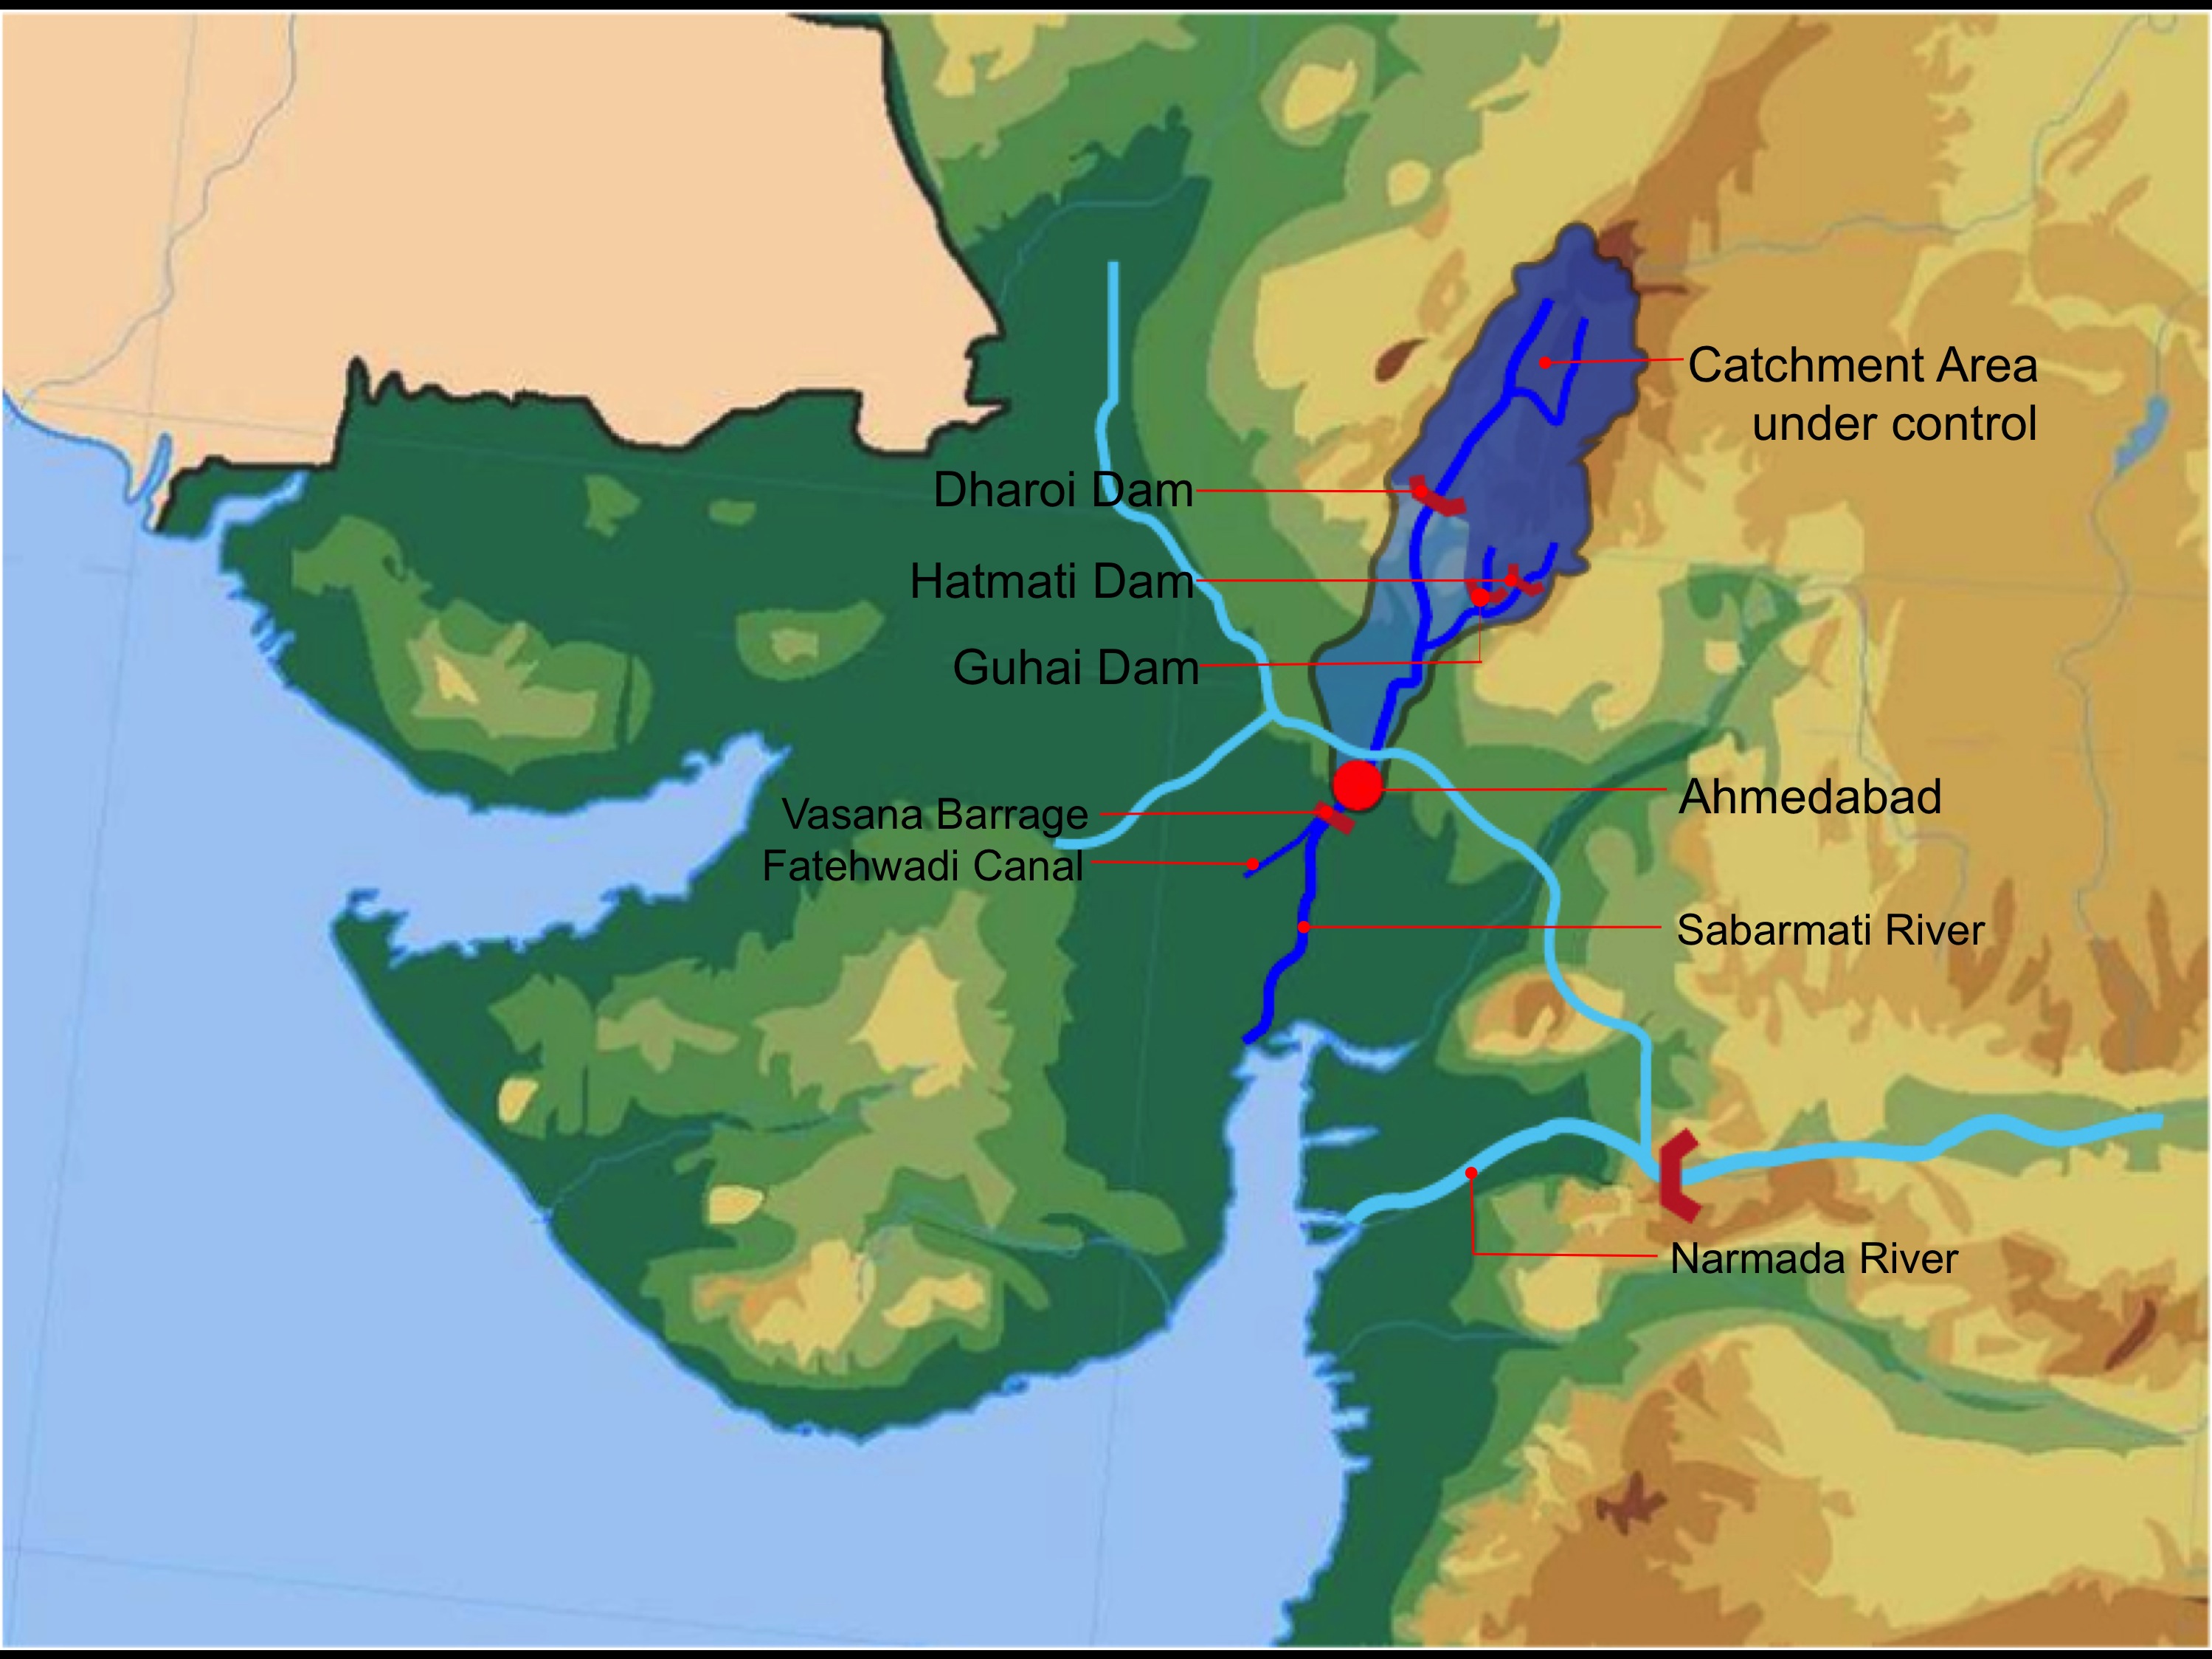 Catchment Area
under control
Dharoi Dam
Hatmati Dam
Guhai Dam
Ahmedabad
Vasana Barrage
Fatehwadi Canal
Sabarmati River
Narmada River